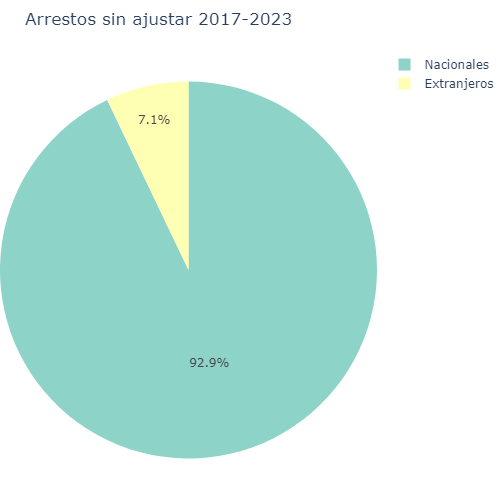 Arrestos sin ajustar 2017-2023
Nacionales
Extranjeros
7.1%
92.9%